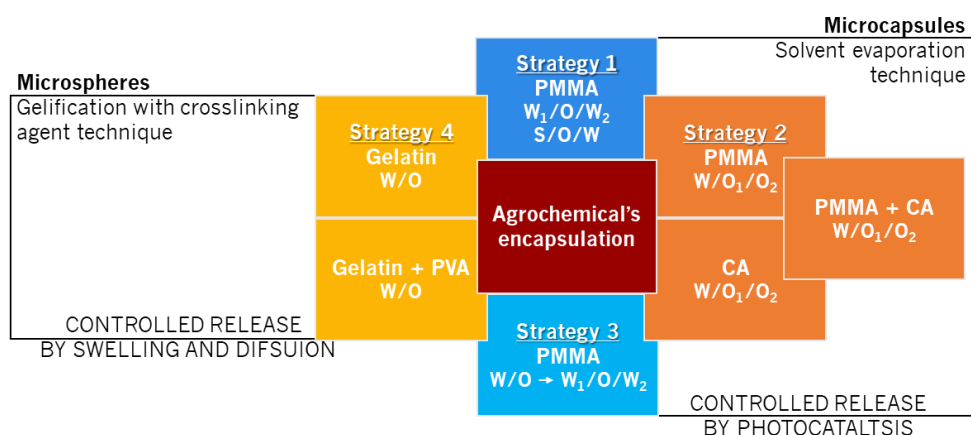 Microcapsules
Solvent evaporation
technique
Microspheres
Gelification with crosslinking
agent technique
Strategy 1
PMMA
W₁/O/W₂
S/O/W
Strategy 4
Gelatin
W/O
Strategy 2
PMMA
W/O₁/O₂
Agrochemical's
encapsulation
PMMA + CA
W/O₁/O₂
Gelatin + PVA
W/O
CA
W/O₁/O₂
CONTROLLED RELEASE
BY SWELLING AND DIFSUION
Strategy 3
PMMA
W/O → W₁/O/W₂
CONTROLLED RELEASE
BY PHOTOCATALTSIS